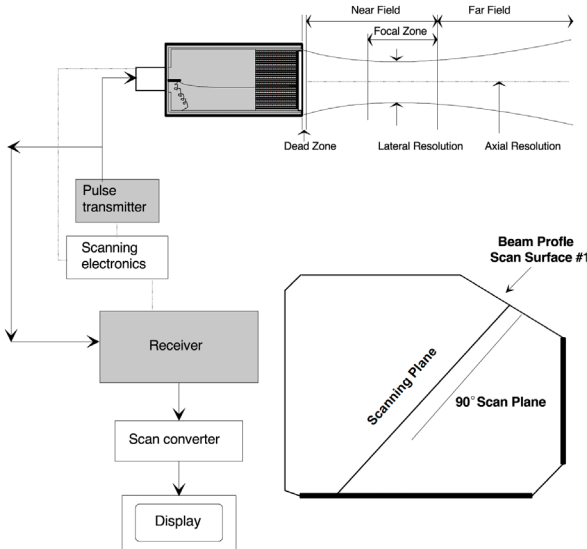 Near Field
Far Field
Focal Zone
Dead Zone
Lateral Resolution
Axial Resolution
Pulse
transmitter
Scanning
electronics
Receiver
Scan converter
Display
Beam Profle
Scan Surface #1
Scanning Plane
90° Scan Plane